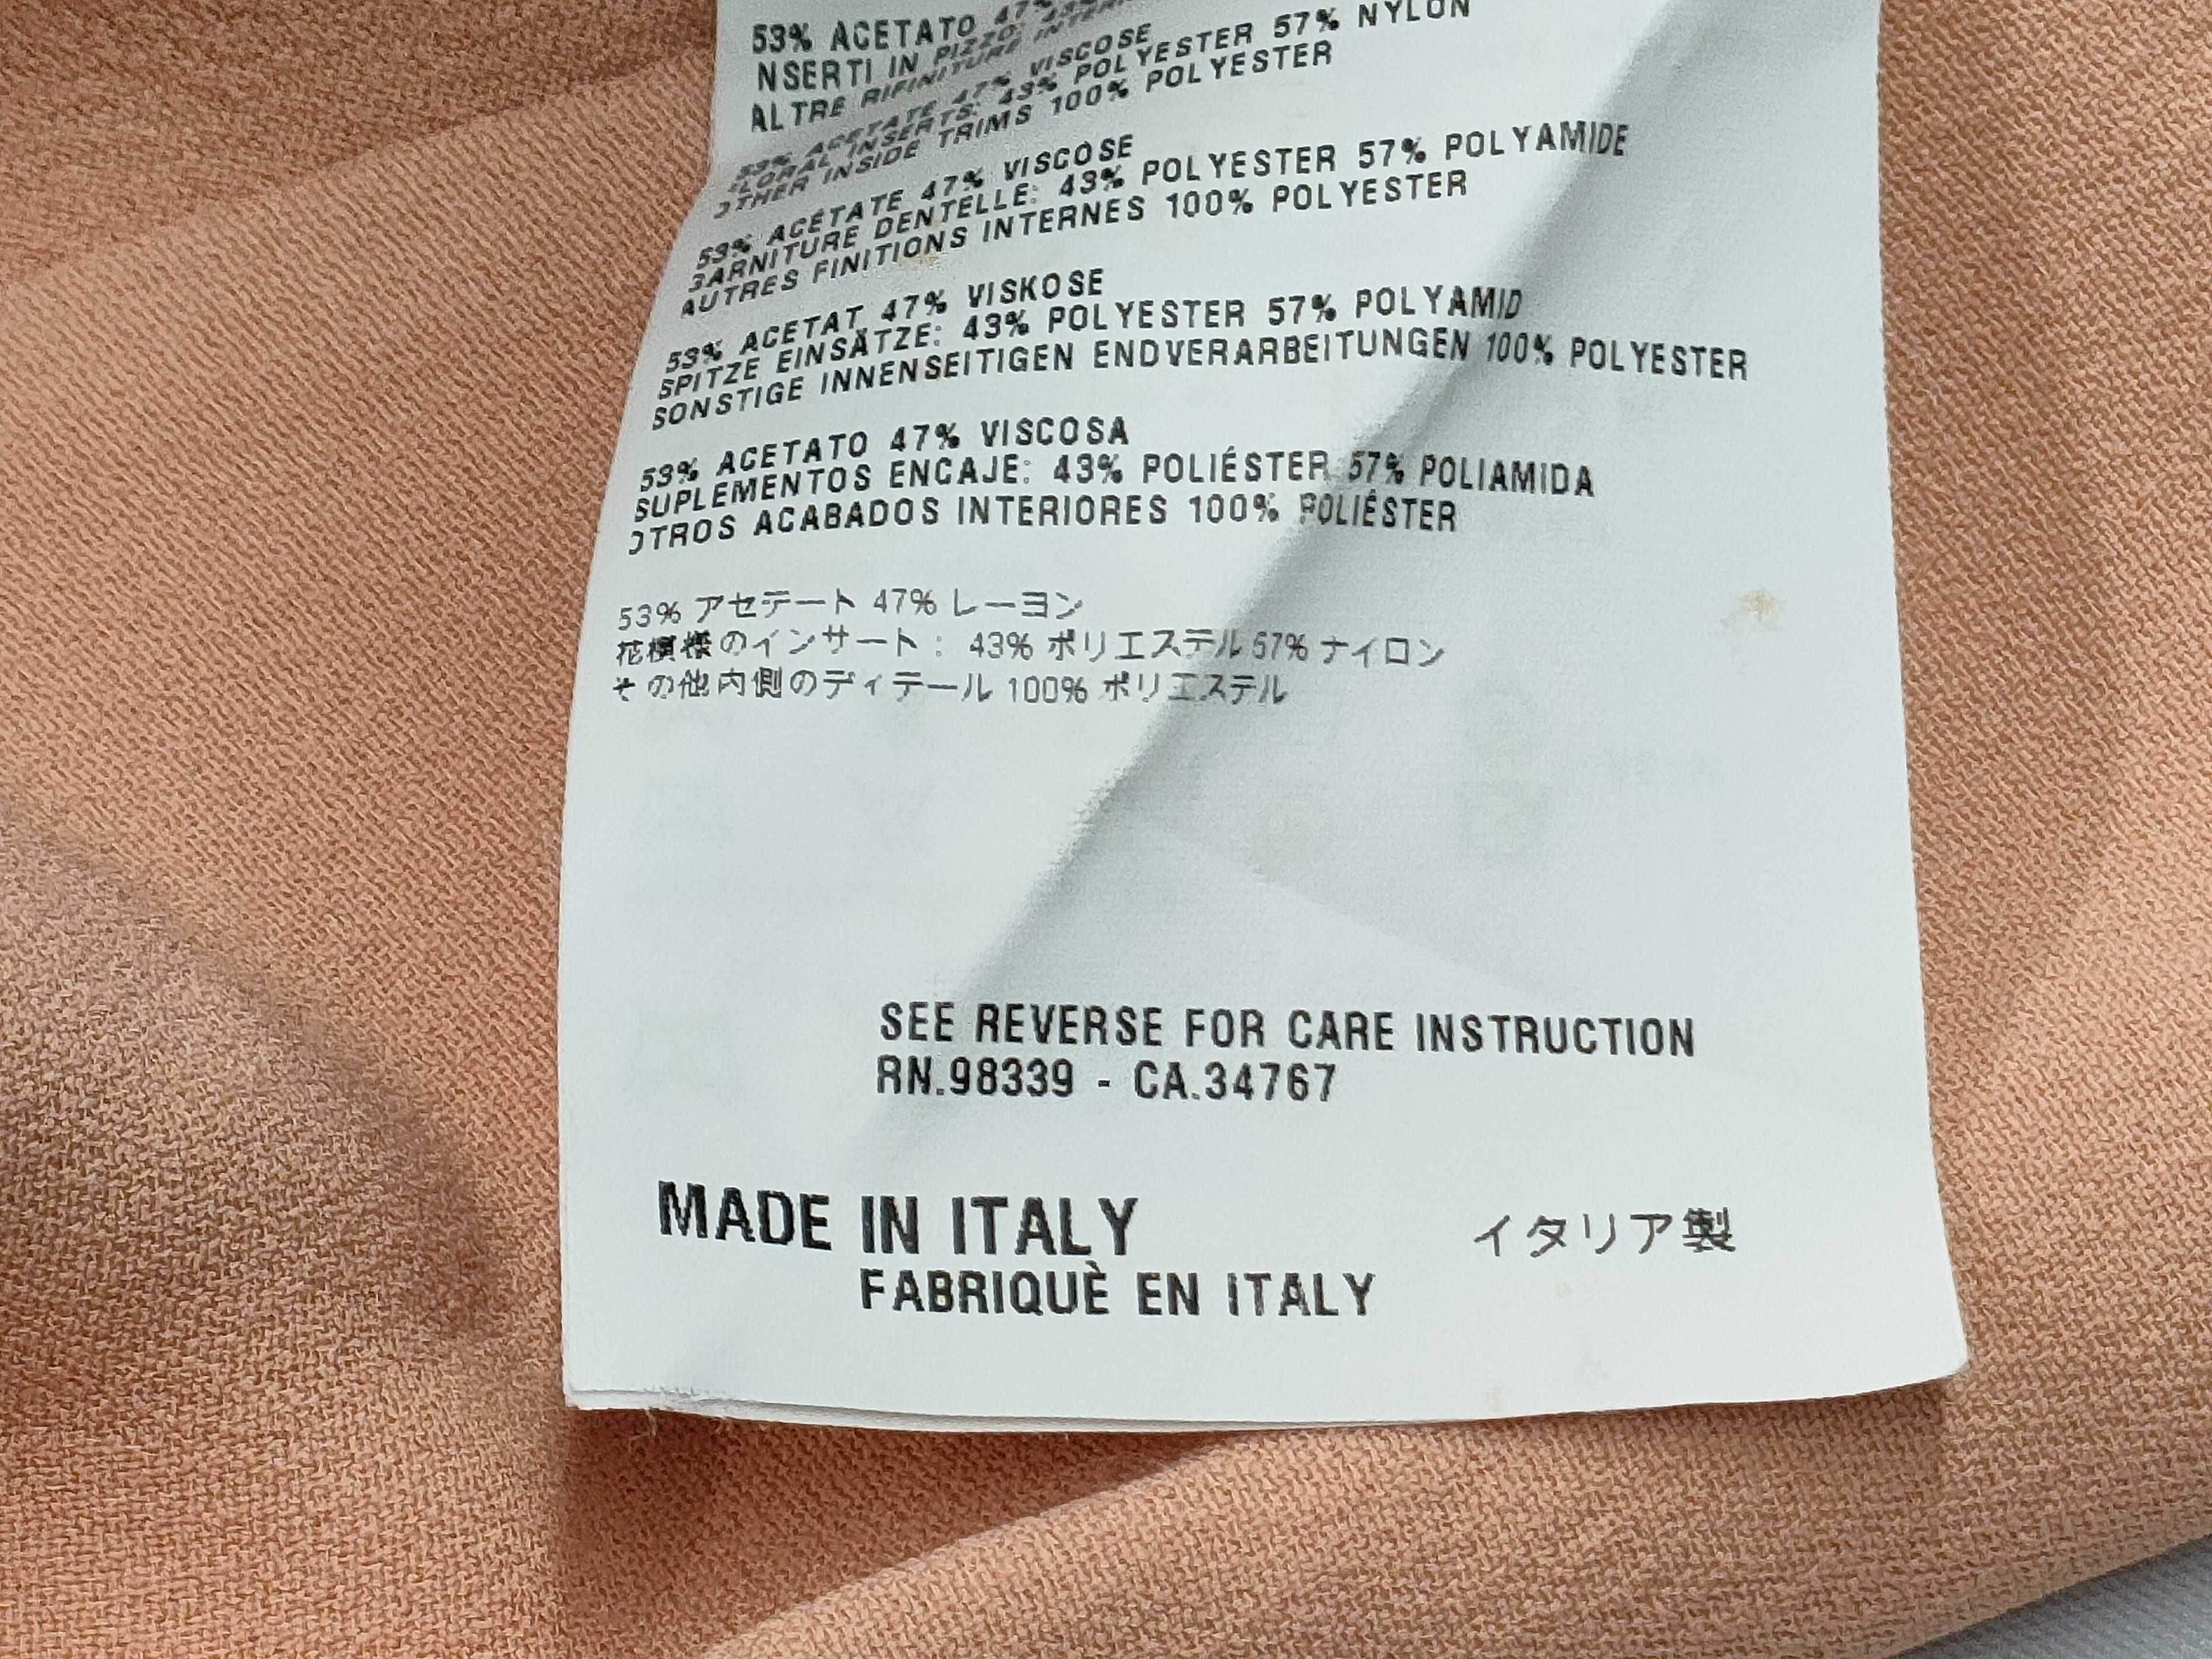 53% ACETATO 47%
NSERTI IN PIZZO: 43%
ALTRE RIFINITURE INTER
53% ACETATE 47% VISCOSE
LORAL INSERTS: 43% POLYESTER 57% NYLON
OTHER INSIDE TRIMS 100% POLYESTER
53% ACÉTATE 47% VISCOSE
GARNITURE DENTELLE: 43% POLYESTER 57% POLYAMIDE
AUTRES FINITIONS INTERNES 100% POLYESTER
53% ACETAT 47% VISKOSE
SPITZE EINSÄTZE: 43% POLYESTER 57% POLYAMID
SONSTIGE INNENSEITIGEN ENDVERARBEITUNGEN 100% POLYESTER
53% ACETATO 47% VISCOSA
SUPLEMENTOS ENCAJE: 43% POLIÉSTER 57% POLIAMIDA
OTROS ACABADOS INTERIORES 100% POLIÉSTER
53% アセテート 47% レーヨン
花模様のインサート: 43% ポリエステル 57% ナイロン
その他内側のディテール 100% ポリエステル
SEE REVERSE FOR CARE INSTRUCTION
RN.98339 - CA.34767
MADE IN ITALY イタリア製
FABRIQUÈ EN ITALY